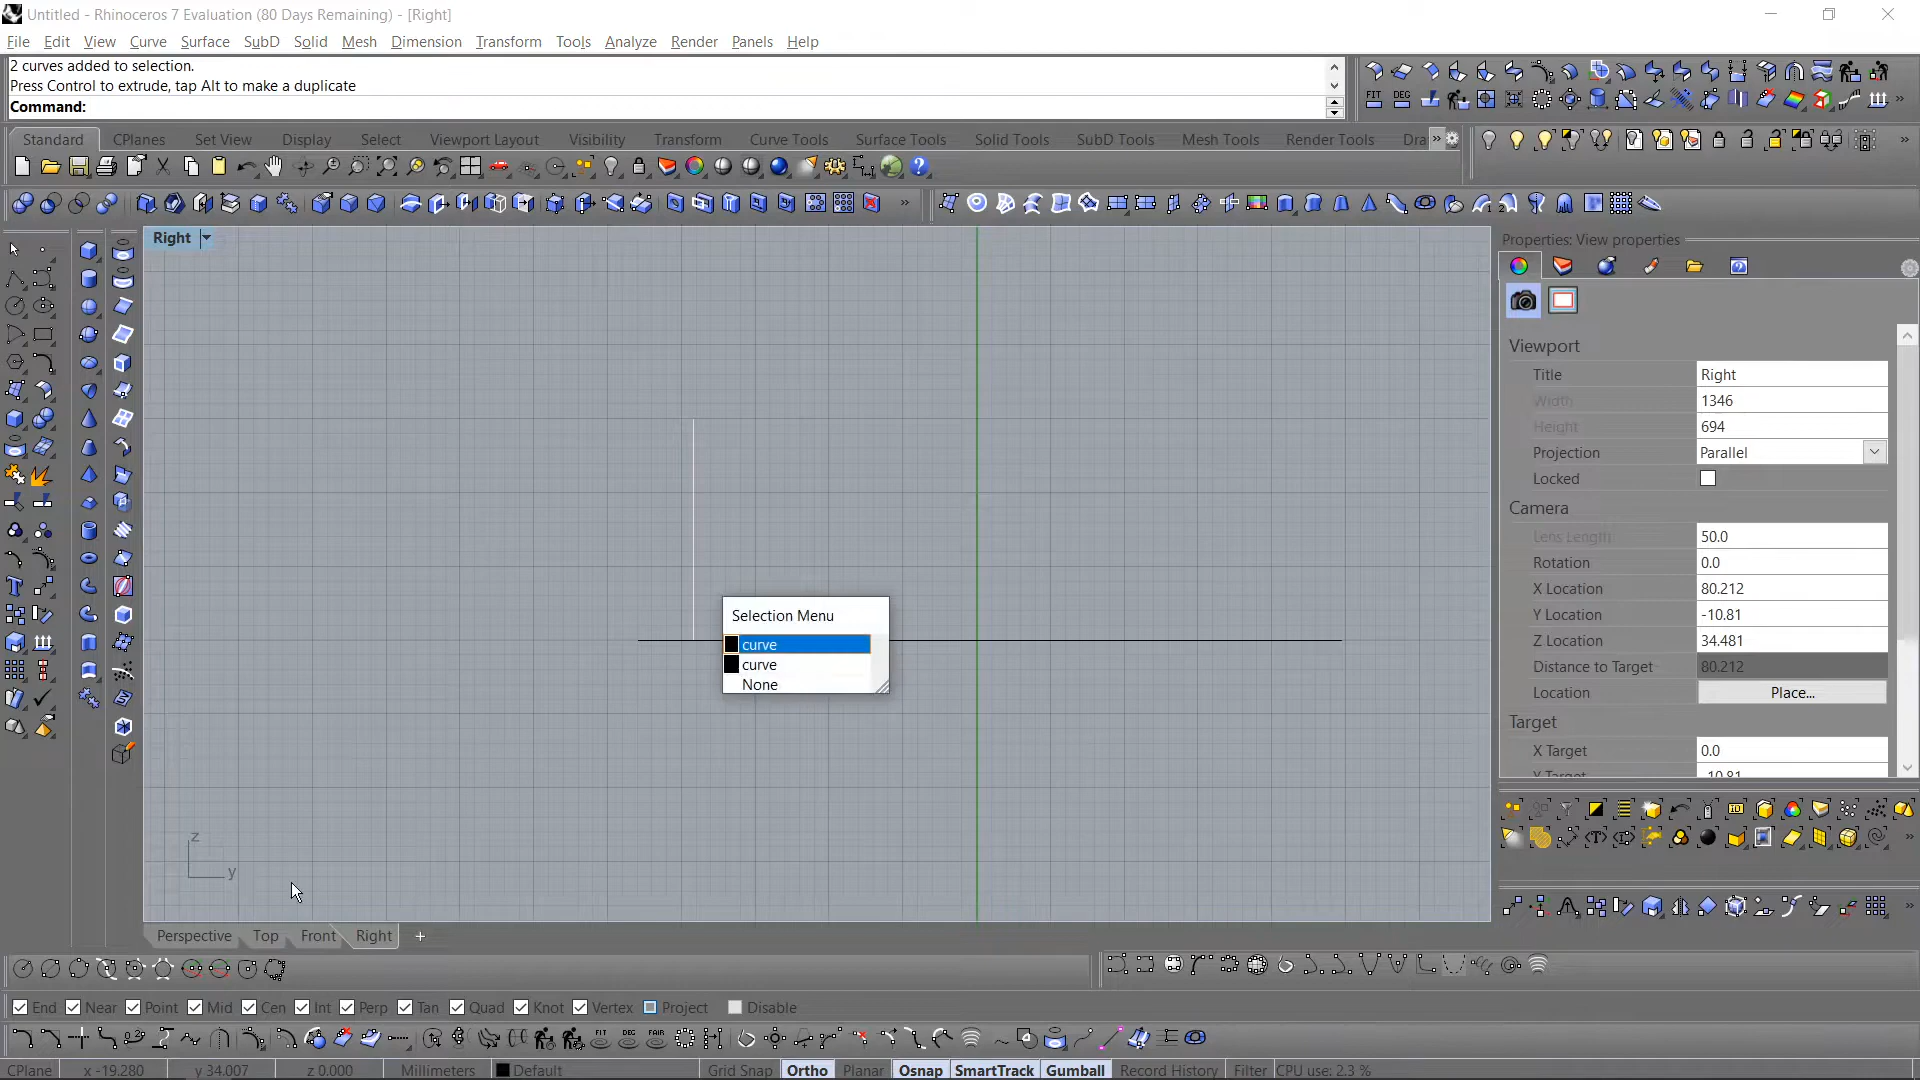 Untitled - Rhinoceros 7 Evaluation (80 Days Remaining) - [Right]
File Edit View Curve Surface SubD Solid Mesh Dimension Transform Tools Analyze Render Panels Help
2 curves added to selection.
Press Control to extrude, tap Alt to make a duplicate
Command:
FIT DEG
Standard CPlanes Set View Display Select Viewport Layout Visibility Transform Curve Tools Surface Tools Solid Tools SubD Tools Mesh Tools Render Tools Dra
Right
Properties: View properties
Viewport
Title Right
Width 1346
Height 694
Projection Parallel
Locked
Camera
Lens Length 50.0
Rotation 0.0
X Location 80.212
Y Location -10.81
Z Location 34.481
Distance to Target 80.212
Location Place...
Target
X Target 0.0
Y Target -10.81
Selection Menu
curve
curve
None
z
y
Perspective Top Front Right
End Near Point Mid Cen Int Perp Tan Quad Knot Vertex Project Disable
FIT DEG FAIR
CPlane x -19.280 y 34.007 z 0.000 Millimeters Default Grid Snap Ortho Planar Osnap SmartTrack Gumball Record History Filter CPU use: 2.3 %